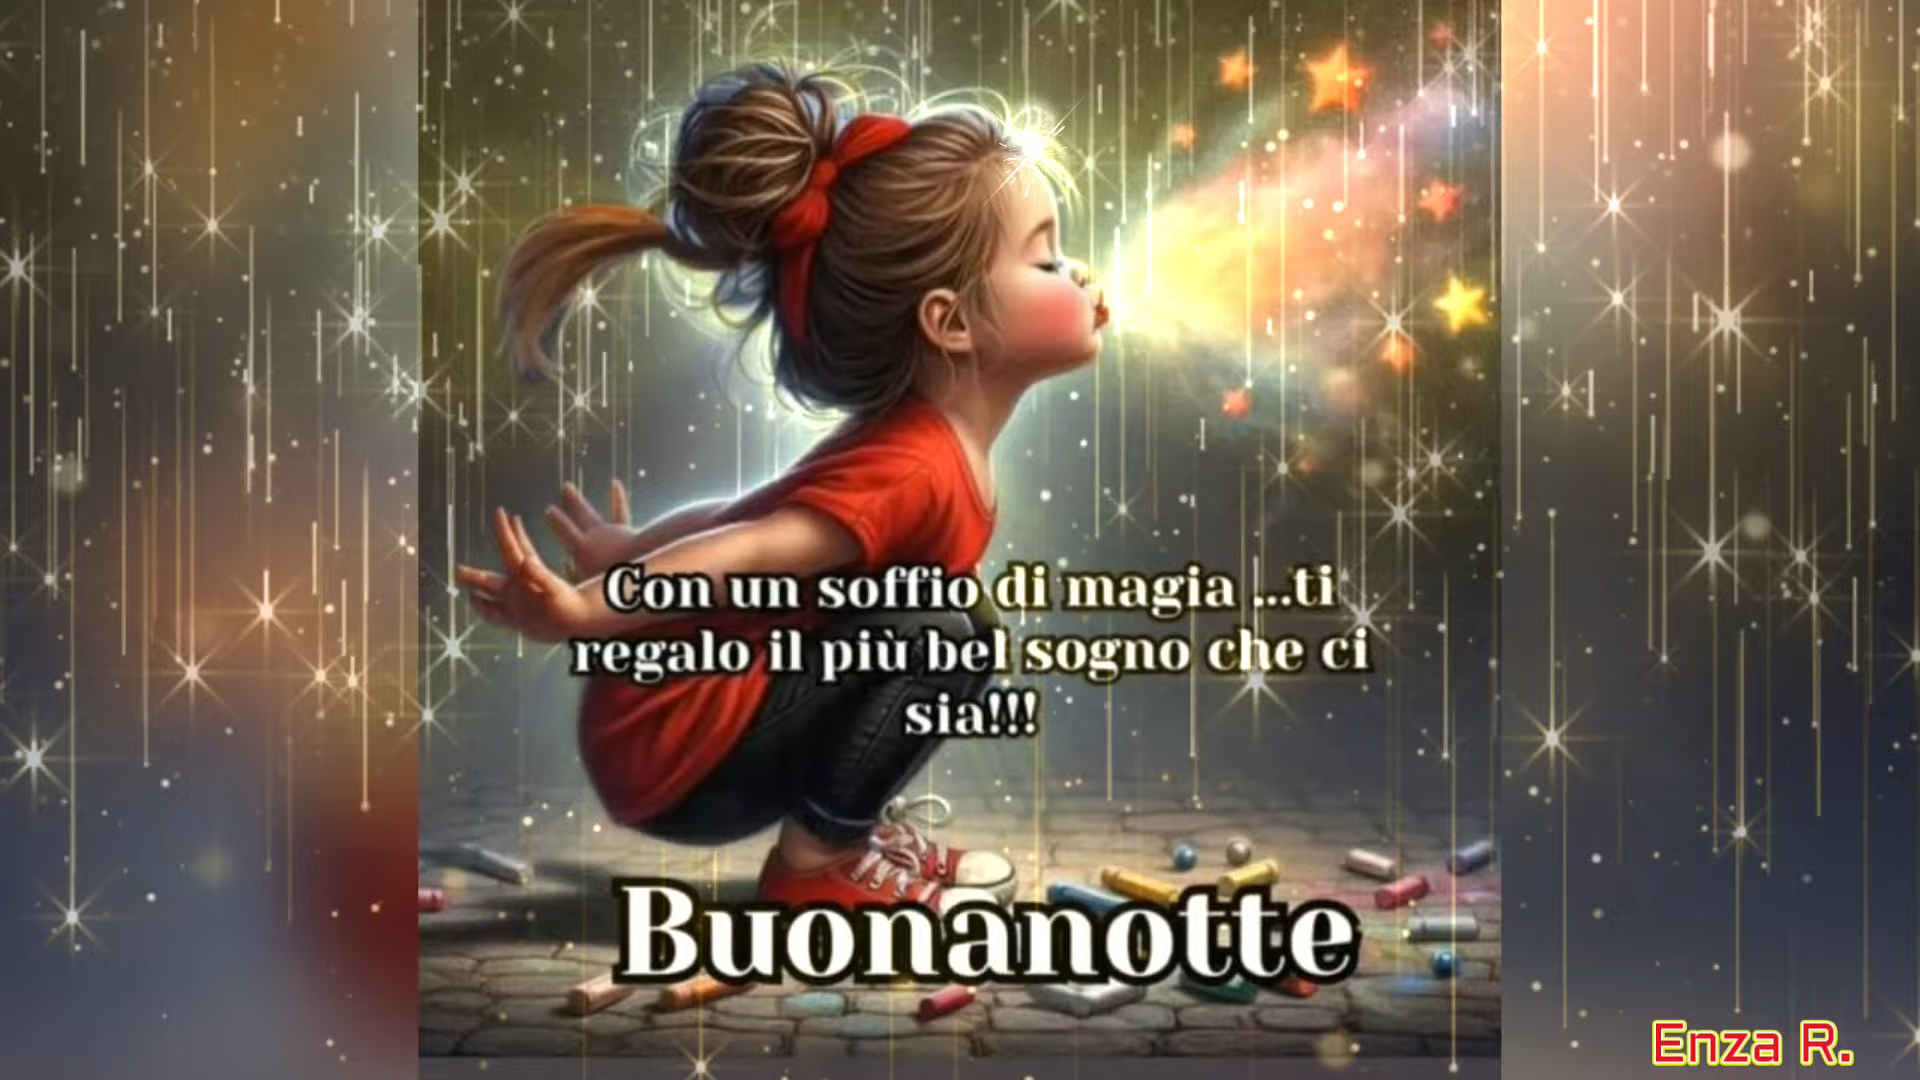 Con un soffio di magia ...ti
regalo il più bel sogno che ci
sia!!!
Buonanotte
Enza R.